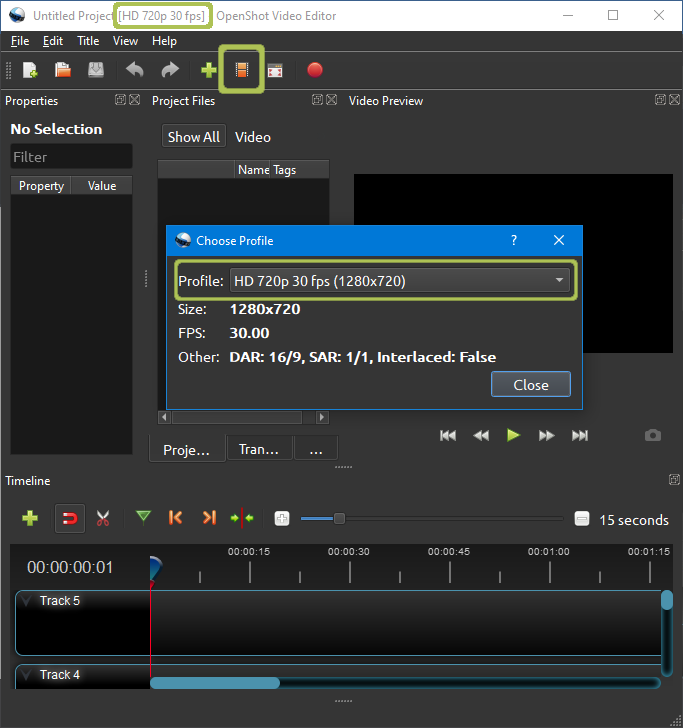 Untitled Project [HD 720p 30 fps] - OpenShot Video Editor
File Edit Title View Help
Properties
Project Files
Video Preview
No Selection
Filter
Property Value
Show All Video
Name Tags
Choose Profile ?
Profile: HD 720p 30 fps (1280x720)
Size: 1280x720
FPS: 30.00
Other: DAR: 16/9, SAR: 1/1, Interlaced: False
Close
Proje... Tran... ...
Timeline
15 seconds
00:00:00:01
00:00:15 00:00:30 00:00:45 00:01:00 00:01:15
Track 5
Track 4